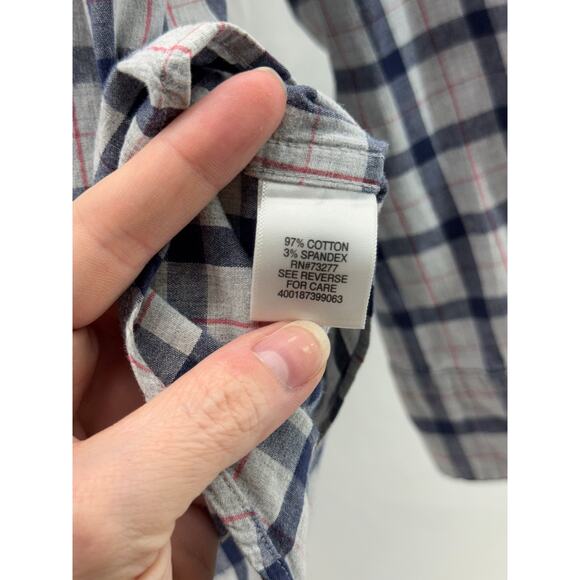 97% COTTON
3% SPANDEX
RN#73277
SEE REVERSE
FOR CARE
400187399063